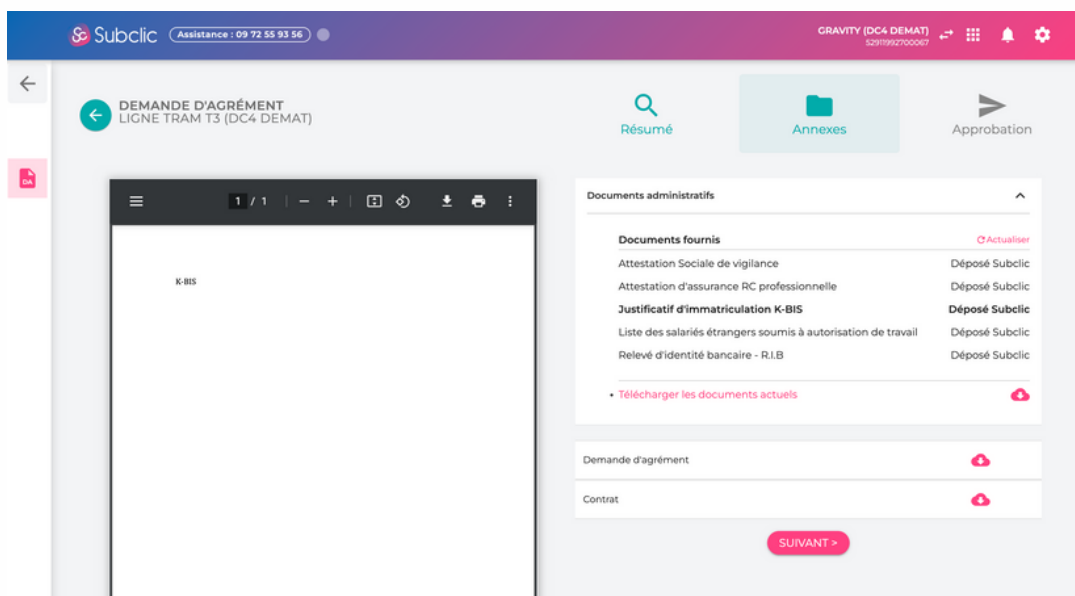 Sc Subclic Assistance : 09 72 55 93 56
GRAVITY (DC4 DEMAT)
52911992700067
DEMANDE D'AGRÉMENT
LIGNE TRAM T3 (DC4 DEMAT)
Résumé
Annexes
Approbation
DA
1 / 1
K-BIS
Documents administratifs
Documents fournis Actualiser
Attestation Sociale de vigilance Déposé Subclic
Attestation d'assurance RC professionnelle Déposé Subclic
Justificatif d'immatriculation K-BIS Déposé Subclic
Liste des salariés étrangers soumis à autorisation de travail Déposé Subclic
Relevé d'identité bancaire - R.I.B Déposé Subclic
• Télécharger les documents actuels
Demande d'agrément
Contrat
SUIVANT >